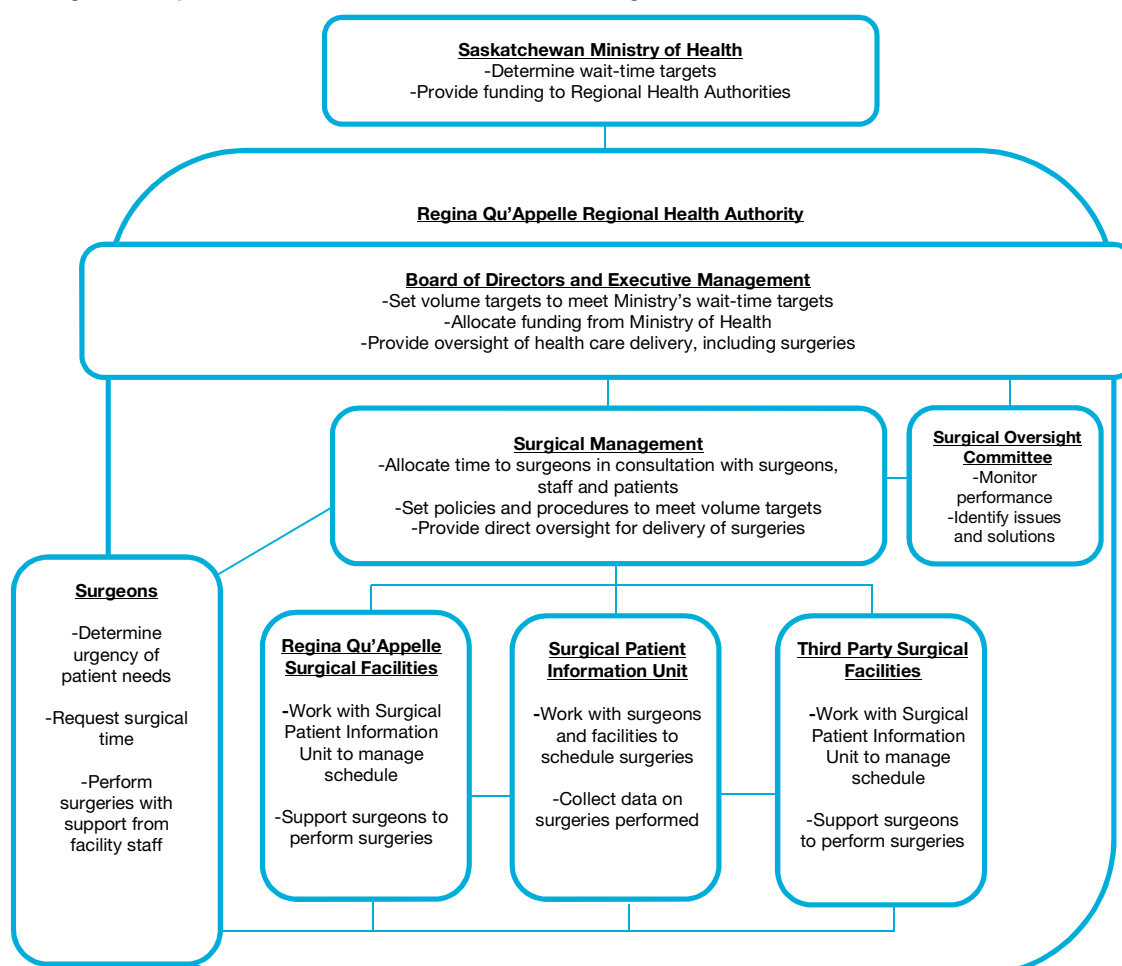 Saskatchewan Ministry of Health
-Determine wait-time targets
-Provide funding to Regional Health Authorities
Regina Qu'Appelle Regional Health Authority
Board of Directors and Executive Management
-Set volume targets to meet Ministry's wait-time targets
-Allocate funding from Ministry of Health
-Provide oversight of health care delivery, including surgeries
Surgical Management
-Allocate time to surgeons in consultation with surgeons,
staff and patients
-Set policies and procedures to meet volume targets
-Provide direct oversight for delivery of surgeries
Surgical Oversight
Committee
-Monitor
performance
-Identify issues
and solutions
Surgeons
-Determine
urgency of
patient needs
-Request surgical
time
-Perform
surgeries with
support from
facility staff
Regina Qu'Appelle
Surgical Facilities
-Work with Surgical
Patient Information
Unit to manage
schedule
-Support surgeons to
perform surgeries
Surgical Patient
Information Unit
-Work with surgeons
and facilities to
schedule surgeries
-Collect data on
surgeries performed
Third Party Surgical
Facilities
-Work with Surgical
Patient Information
Unit to manage
schedule
-Support surgeons
to perform surgeries